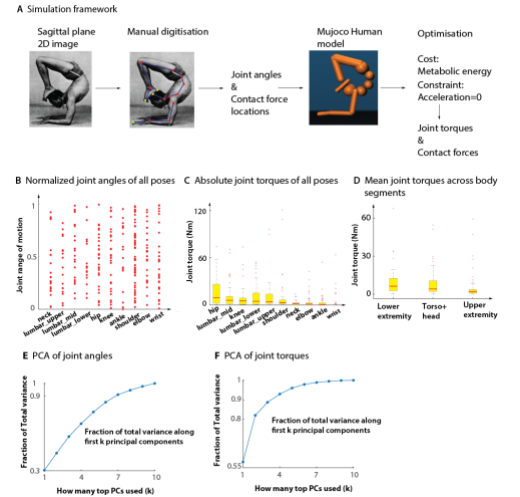 A Simulation framework
Sagittal plane
2D image
Manual digitisation
Joint angles
&
Contact force
locations
Mujoco Human
model
Optimisation
Cost:
Metabolic energy
Constraint:
Acceleration=0
Joint torques
&
Contact forces
B Normalized joint angles of all poses
Joint range of motion
1
0.5
0
neck
lumbar_upper
lumbar_mid
lumbar_lower
hip
knee
ankle
shoulder
elbow
wrist
C Absolute joint torques of all poses
Joint torque (Nm)
120
60
0
hip
lumbar_mid
knee
lumbar_lower
lumbar_upper
shoulder
neck
elbow
ankle
wrist
D Mean joint torques across body
segments
Joint torque (Nm)
60
30
0
Lower
extremity
Torso+
head
Upper
extremity
E PCA of joint angles
Fraction of Total variance
1
0.9
0.3
1
4
7
10
Fraction of total variance along
first k principal components
How many top PCs used (k)
F PCA of joint torques
Fraction of Total variance
1
0.9
0.8
0.55
1
4
7
10
Fraction of total variance along
first k principal components
How many top PCs used (k)